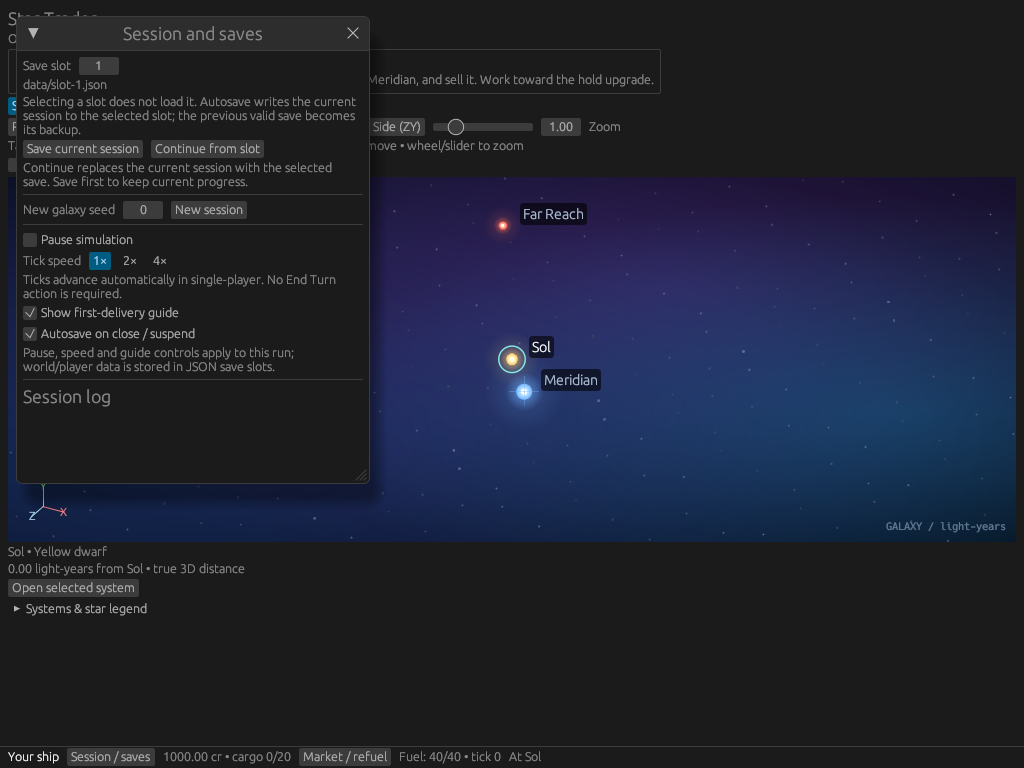 Session and saves
Save slot 1
data/slot-1.json
Selecting a slot does not load it. Autosave writes the current
session to the selected slot; the previous valid save becomes
its backup.
Save current session Continue from slot
Continue replaces the current session with the selected
save. Save first to keep current progress.
New galaxy seed 0 New session
Pause simulation
Tick speed 1× 2× 4×
Ticks advance automatically in single-player. No End Turn
action is required.
Show first-delivery guide
Autosave on close / suspend
Pause, speed and guide controls apply to this run;
world/player data is stored in JSON save slots.
Session log
Meridian, and sell it. Work toward the hold upgrade.
Side (ZY) 1.00 Zoom
move • wheel/slider to zoom
Far Reach
Sol
Meridian
Z X
GALAXY / light-years
Sol • Yellow dwarf
0.00 light-years from Sol • true 3D distance
Open selected system
Systems & star legend
Your ship Session / saves 1000.00 cr • cargo 0/20 Market / refuel Fuel: 40/40 • tick 0 At Sol